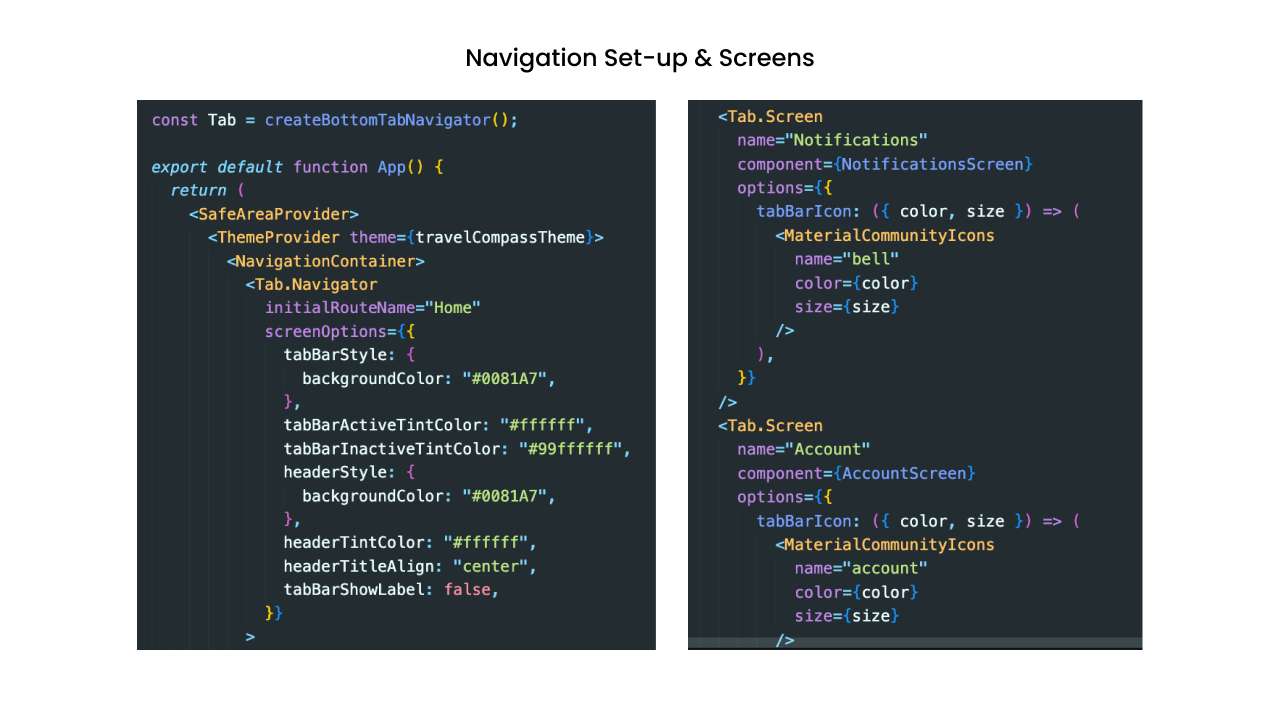 Navigation Set-up & Screens
const Tab = createBottomTabNavigator();
export default function App() {
return (
<SafeAreaProvider>
<ThemeProvider theme={travelCompassTheme}>
<NavigationContainer>
<Tab.Navigator
initialRouteName="Home"
screenOptions={{
tabBarStyle: {
backgroundColor: "#0081A7",
},
tabBarActiveTintColor: "#ffffff",
tabBarInactiveTintColor: "#99ffffff",
headerStyle: {
backgroundColor: "#0081A7",
},
headerTintColor: "#ffffff",
headerTitleAlign: "center",
tabBarShowLabel: false,
}}
>
<Tab.Screen
name="Notifications"
component={NotificationsScreen}
options={{
tabBarIcon: ({ color, size }) => (
<MaterialCommunityIcons
name="bell"
color={color}
size={size}
/>
),
}}
/>
<Tab.Screen
name="Account"
component={AccountScreen}
options={{
tabBarIcon: ({ color, size }) => (
<MaterialCommunityIcons
name="account"
color={color}
size={size}
/>